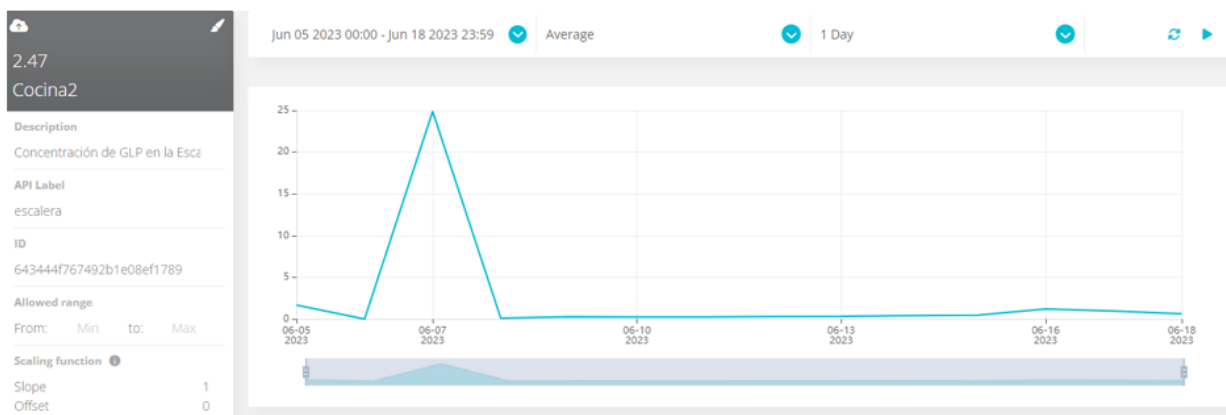 2.47
Cocina2
Description
Concentración de GLP en la Esca
API Label
escalera
ID
643444f767492b1e08ef1789
Allowed range
From: Min to: Max
Scaling function
Slope 1
Offset 0
Jun 05 2023 00:00 - Jun 18 2023 23:59 Average 1 Day
25
20
15
10
5
0
06-05 06-07 06-10 06-13 06-16 06-18
2023 2023 2023 2023 2023 2023